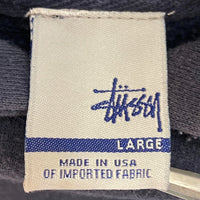 Stüssy
LARGE
MADE IN USA
OF IMPORTED FABRIC